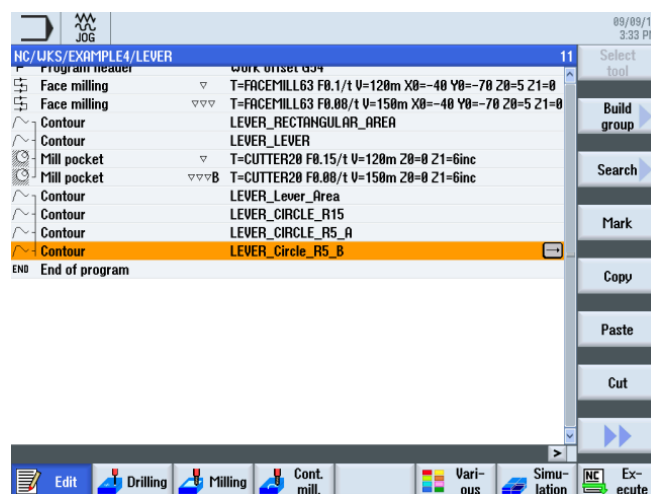 JOG
09/09/1
3:33 PM
NC/WKS/EXAMPLE4/LEVER 11
Select
tool
Program header Work offset G54
Face milling ▽ T=FACEMILL63 F0.1/t V=120m X0=-40 Y0=-70 Z0=5 Z1=0
Face milling ▽▽▽ T=FACEMILL63 F0.08/t V=150m X0=-40 Y0=-70 Z0=5 Z1=0
Contour LEVER_RECTANGULAR_AREA
Contour LEVER_LEVER
Mill pocket ▽ T=CUTTER20 F0.15/t V=120m Z0=0 Z1=6inc
Mill pocket ▽▽▽B T=CUTTER20 F0.08/t V=150m Z0=0 Z1=6inc
Contour LEVER_Lever_Area
Contour LEVER_CIRCLE_R15
Contour LEVER_CIRCLE_R5_A
Contour LEVER_Circle_R5_B
END End of program
Build
group
Search
Mark
Copy
Paste
Cut
Edit
Drilling
Milling
Cont.
mill.
Vari-
ous
Simu-
lation
NC Ex-
ecute